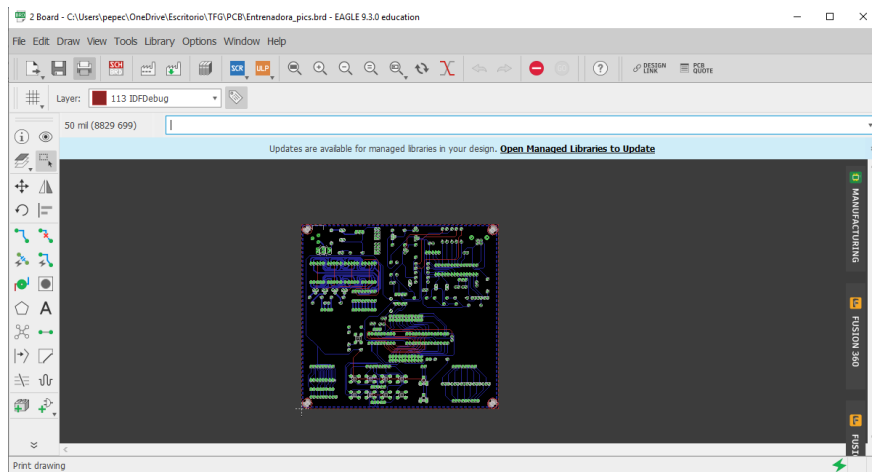 2 Board - C:\Users\pepec\OneDrive\Escritorio\TFG\PCB\Entrenadora_pics.brd - EAGLE 9.3.0 education
File Edit Draw View Tools Library Options Window Help
SCH
SCR
ULP
DESIGN
LINK
PCB
QUOTE
Layer: 113 IDFDebug
50 mil (8829 699)
Updates are available for managed libraries in your design. Open Managed Libraries to Update
MANUFACTURING
FUSION 360
FUSI
Print drawing